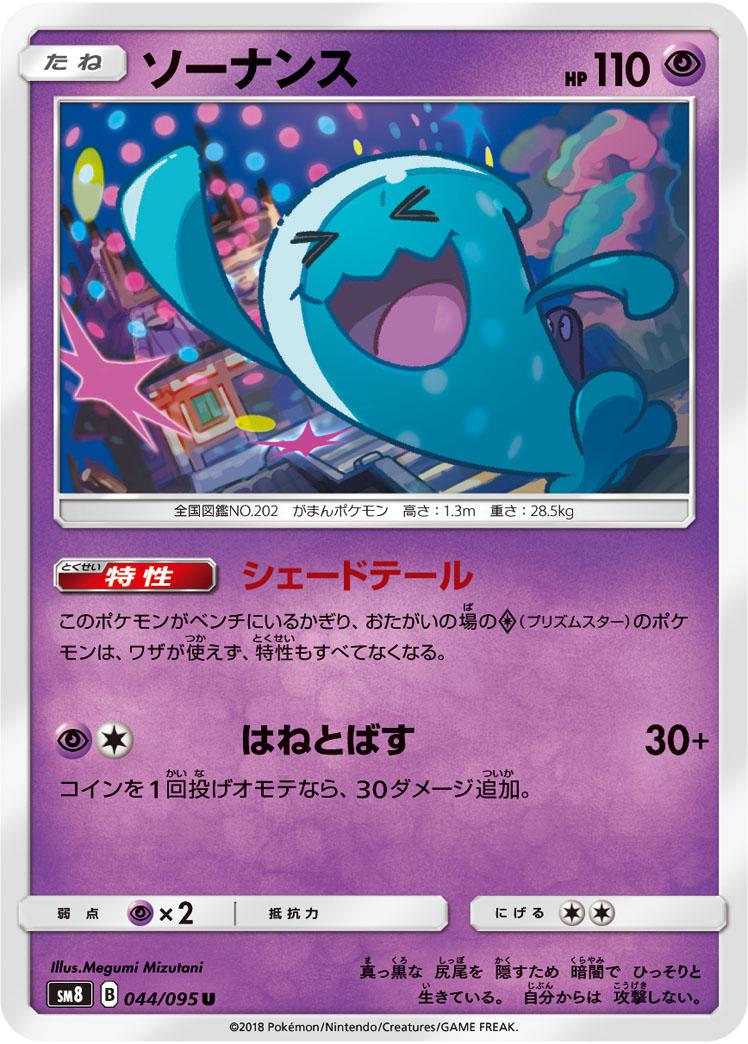 たね ソーナンス HP 110
全国図鑑NO.202 がまんポケモン 高さ：1.3m 重さ：28.5kg
とくせい 特性 シェードテール
このポケモンがベンチにいるかぎり、おたがいの場の◇（プリズムスター）のポケ
モンは、ワザが使えず、特性もすべてなくなる。
はねとばす 30+
コインを1回投げオモテなら、30ダメージ追加。
弱点 ×2 抵抗力 にげる
Illus.Megumi Mizutani
SM8 B 044/095 U
真っ黒な 尻尾を 隠すため 暗闇で ひっそりと
生きている。 自分からは 攻撃しない。
©2018 Pokémon/Nintendo/Creatures/GAME FREAK.